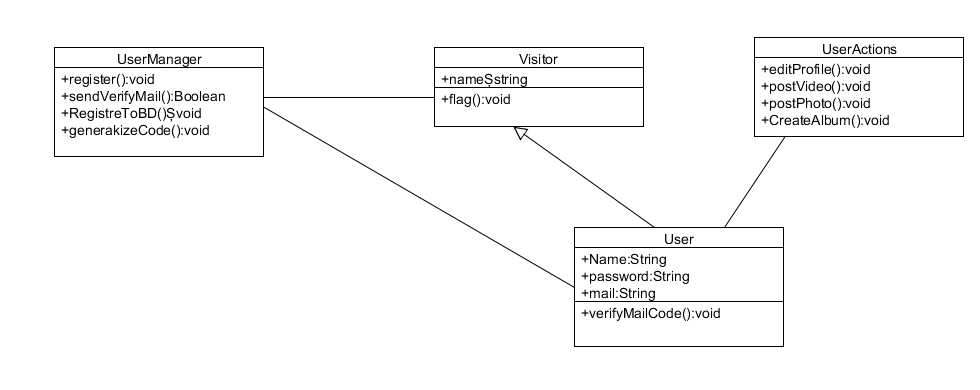 UserManager
+register():void
+sendVerifyMail():Boolean
+RegistreToBD()Şvoid
+generakizeCode():void
Visitor
+nameŞstring
+flag():void
UserActions
+editProfile():void
+postVideo():void
+postPhoto():void
+CreateAlbum():void
User
+Name:String
+password:String
+mail:String
+verifyMailCode():void